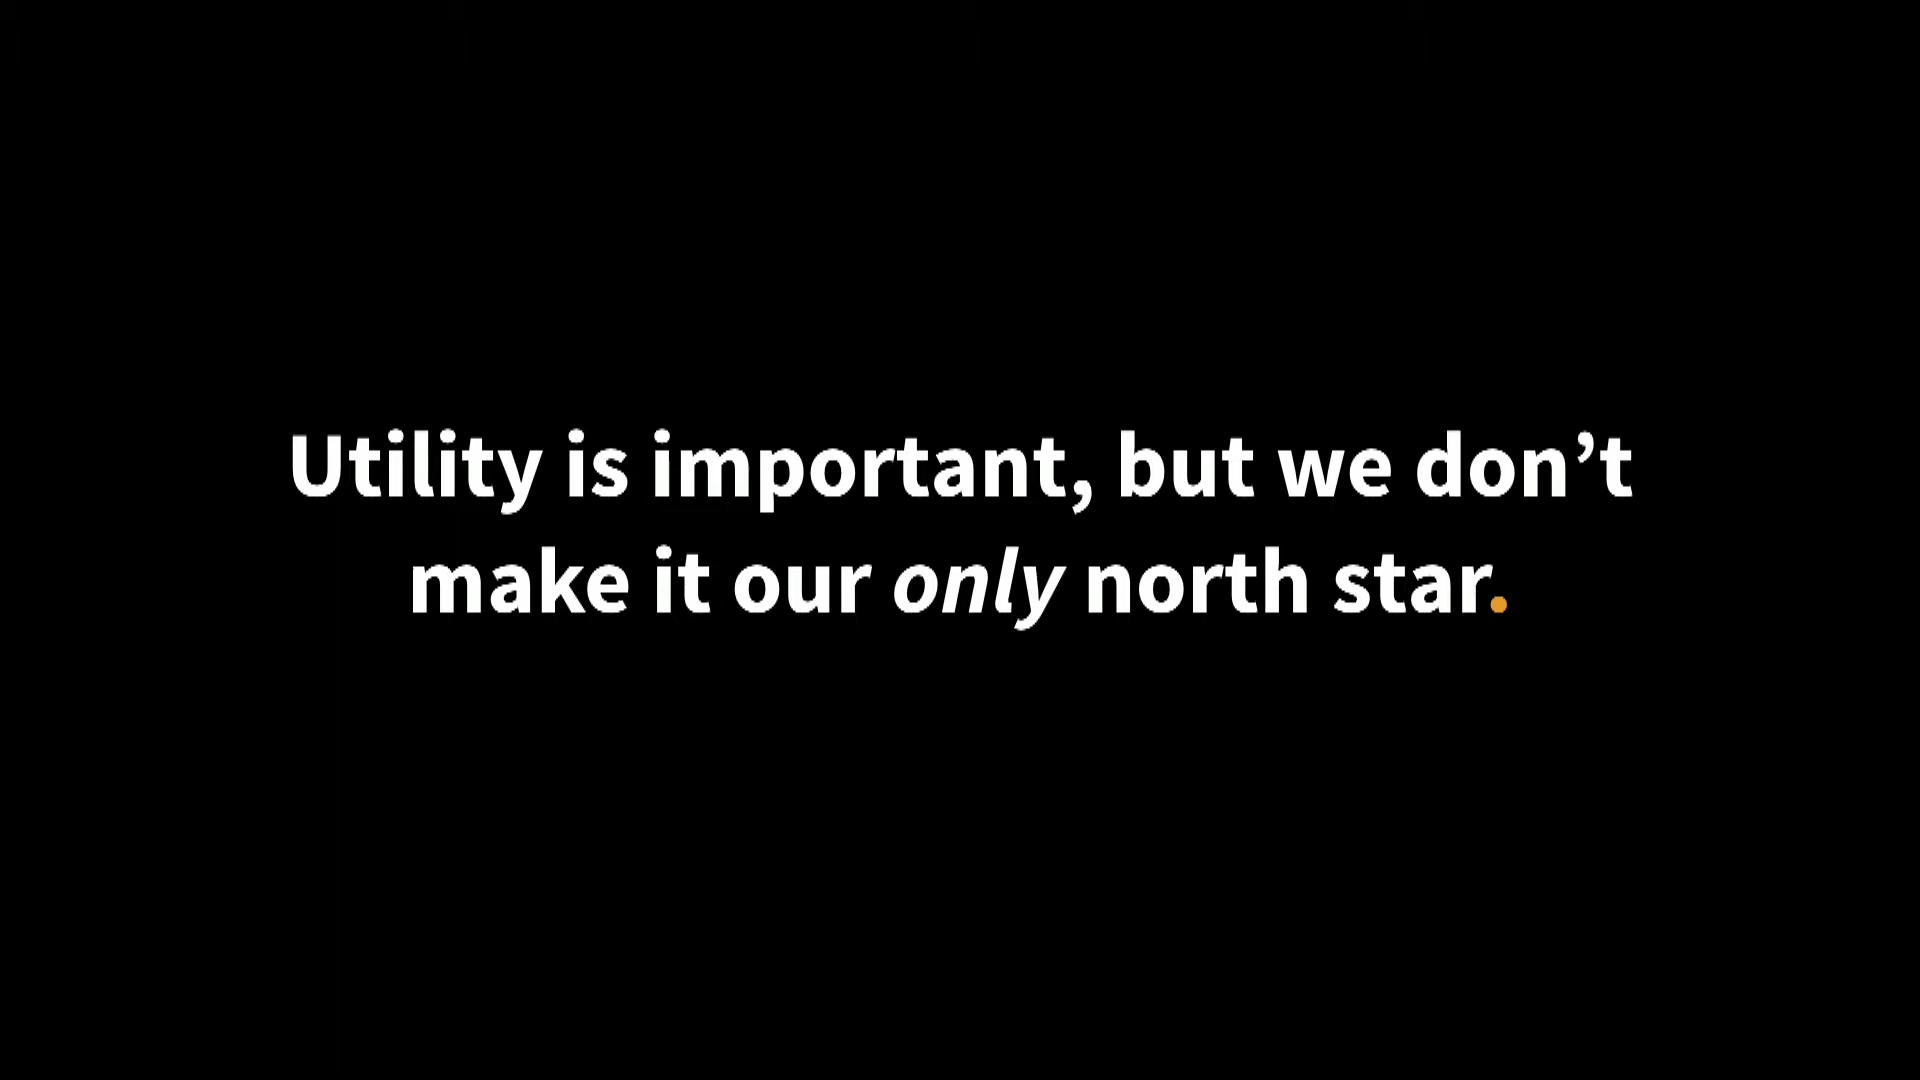 Utility is important, but we don’t
make it our only north star.